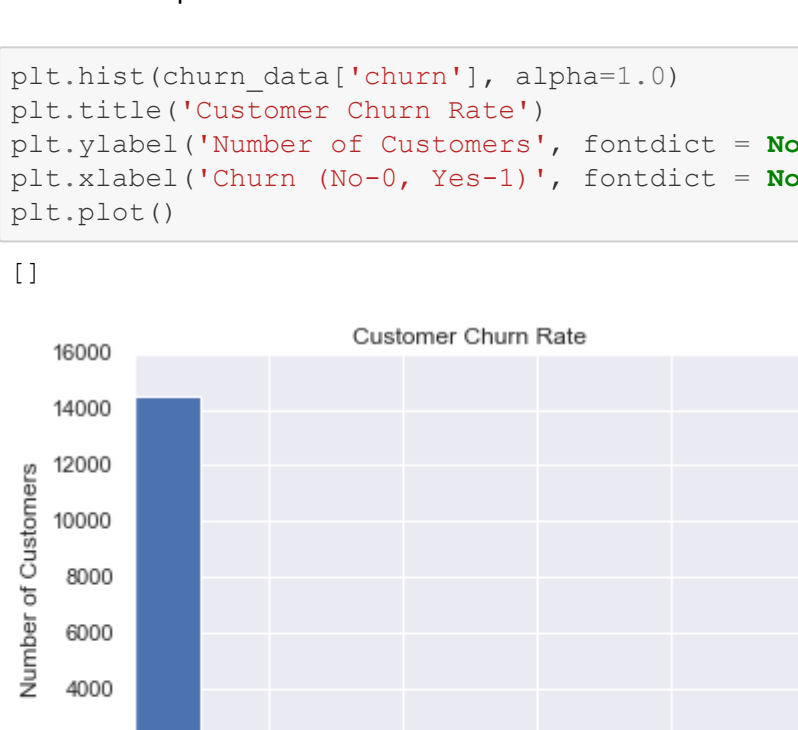 plt.hist(churn_data['churn'], alpha=1.0)
plt.title('Customer Churn Rate')
plt.ylabel('Number of Customers', fontdict = No
plt.xlabel('Churn (No-0, Yes-1)', fontdict = No
plt.plot()
[]
Customer Churn Rate
16000
14000
12000
10000
8000
6000
4000
Number of Customers